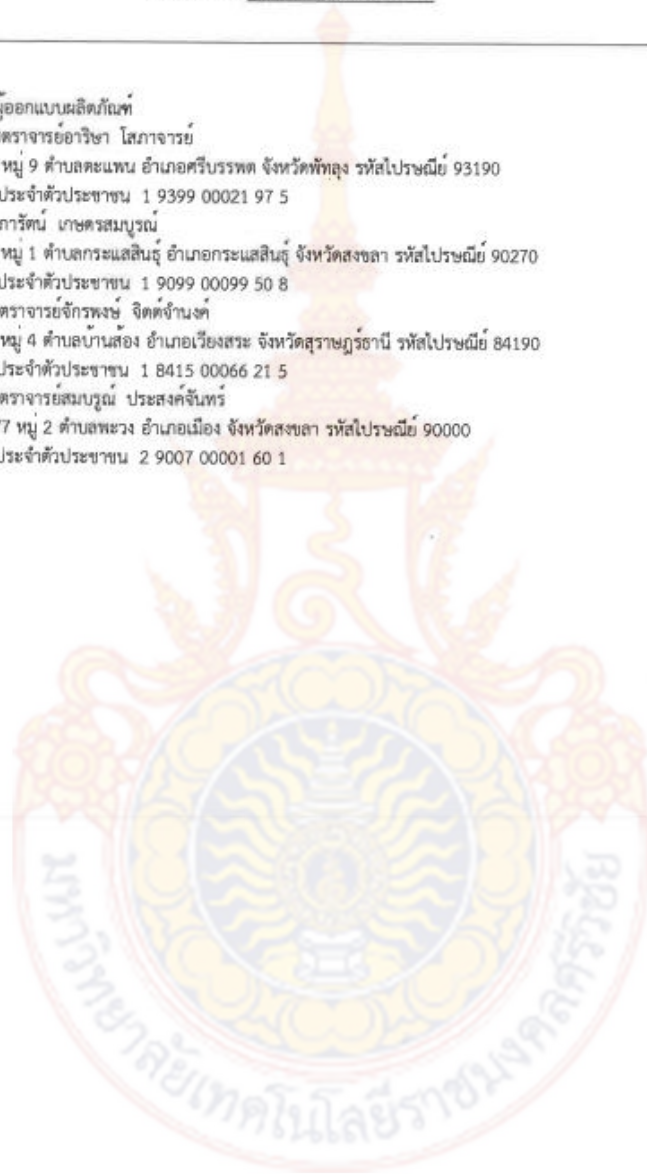 ผู้ออกแบบผลิตภัณฑ์
ตราจารย์อาริษา โสภาจารย์
หมู่ 9 ตำบลตะแพน อำเภอศรีบรรพต จังหวัดพัทลุง รหัสไปรษณีย์ 93190
ประจำตัวประชาชน 1 9399 00021 97 5
ภารัตน์ เกษตรสมบูรณ์
หมู่ 1 ตำบลกระแสสินธุ์ อำเภอกระแสสินธุ์ จังหวัดสงขลา รหัสไปรษณีย์ 90270
ประจำตัวประชาชน 1 9099 00099 50 8
ตราจารย์จักรพงษ์ จิตต์จำนงค์
หมู่ 4 ตำบลบ้านส้อง อำเภอเวียงสระ จังหวัดสุราษฎร์ธานี รหัสไปรษณีย์ 84190
ประจำตัวประชาชน 1 8415 00066 21 5
ตราจารย์สมบรูณ์ ประสงค์จันทร์
/7 หมู่ 2 ตำบลพะวง อำเภอเมือง จังหวัดสงขลา รหัสไปรษณีย์ 90000
ประจำตัวประชาชน 2 9007 00001 60 1
มหาวิทยาลัยเทคโนโลยีราชมงคลศรีวิชัย